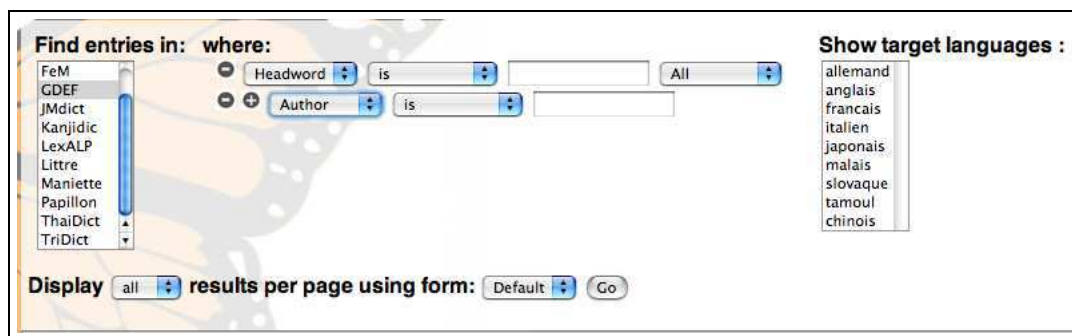 Find entries in: where: Show target languages :
FeM
GDEF
JMdict
Kanjidic
LexALP
Littre
Maniette
Papillon
ThaiDict
TriDict
Headword is All
Author is
allemand
anglais
francais
italien
japonais
malais
slovaque
tamoul
chinois
Display all results per page using form: Default Go